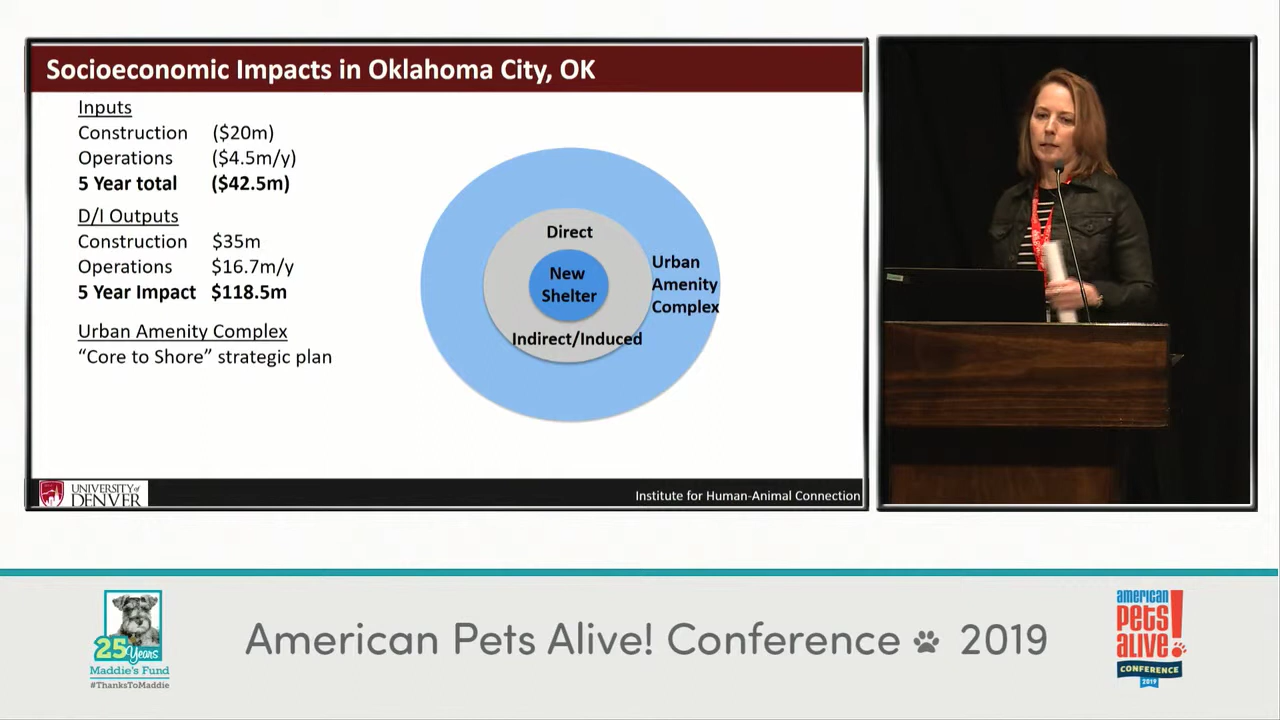 Socioeconomic Impacts in Oklahoma City, OK
Inputs
Construction ($20m)
Operations ($4.5m/y)
5 Year total ($42.5m)
D/I Outputs
Construction $35m
Operations $16.7m/y
5 Year Impact $118.5m
Urban Amenity Complex
“Core to Shore” strategic plan
Direct
New
Shelter
Indirect/Induced
Urban
Amenity
Complex
UNIVERSITY of
DENVER
Institute for Human-Animal Connection
25 Years
Maddie's Fund
#ThanksToMaddie
American Pets Alive! Conference 2019
american
pets
alive!
CONFERENCE
2019